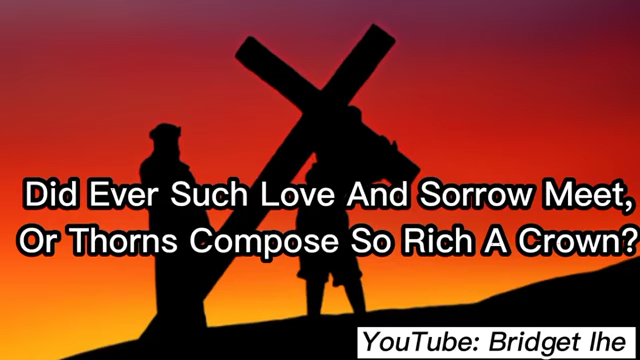 Did Ever Such Love And Sorrow Meet,
Or Thorns Compose So Rich A Crown?
YouTube: Bridget Ihe